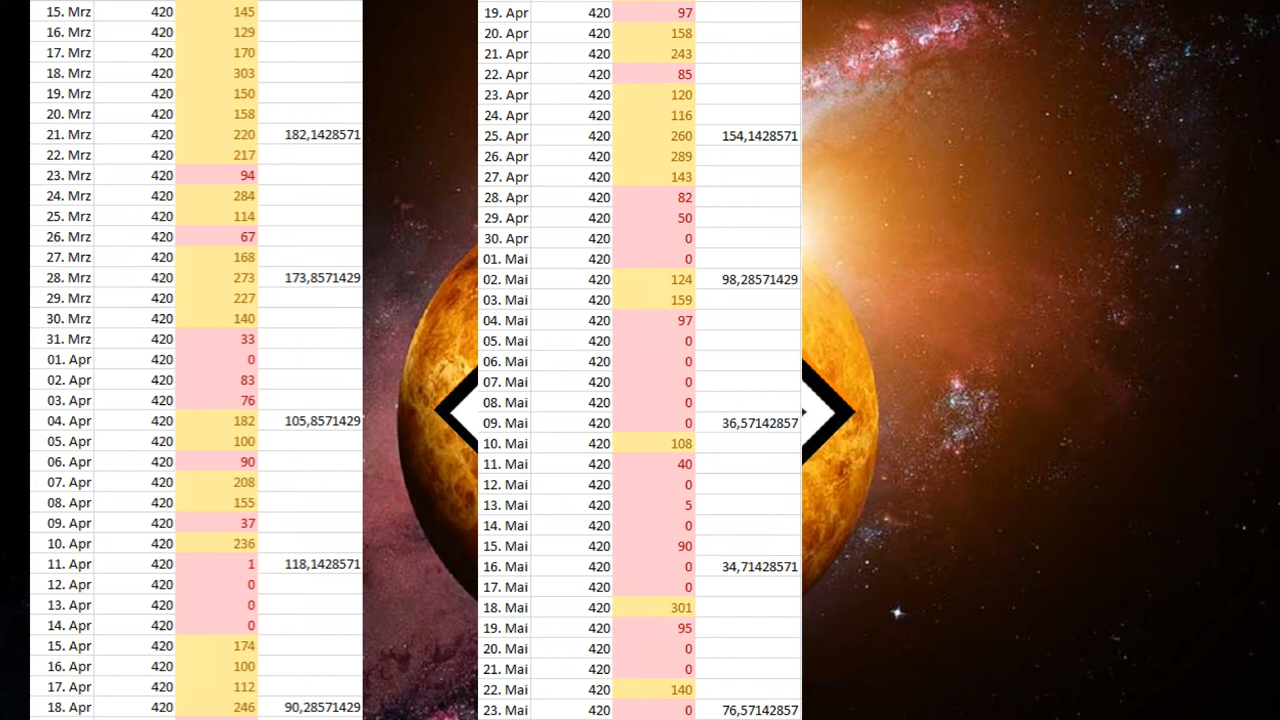 15. Mrz 420 145
16. Mrz 420 129
17. Mrz 420 170
18. Mrz 420 303
19. Mrz 420 150
20. Mrz 420 158
21. Mrz 420 220 182,1428571
22. Mrz 420 217
23. Mrz 420 94
24. Mrz 420 284
25. Mrz 420 114
26. Mrz 420 67
27. Mrz 420 168
28. Mrz 420 273 173,8571429
29. Mrz 420 227
30. Mrz 420 140
31. Mrz 420 33
01. Apr 420 0
02. Apr 420 83
03. Apr 420 76
04. Apr 420 182 105,8571429
05. Apr 420 100
06. Apr 420 90
07. Apr 420 208
08. Apr 420 155
09. Apr 420 37
10. Apr 420 236
11. Apr 420 1 118,1428571
12. Apr 420 0
13. Apr 420 0
14. Apr 420 0
15. Apr 420 174
16. Apr 420 100
17. Apr 420 112
18. Apr 420 246 90,28571429
19. Apr 420 97
20. Apr 420 158
21. Apr 420 243
22. Apr 420 85
23. Apr 420 120
24. Apr 420 116
25. Apr 420 260 154,1428571
26. Apr 420 289
27. Apr 420 143
28. Apr 420 82
29. Apr 420 50
30. Apr 420 0
01. Mai 420 0
02. Mai 420 124 98,28571429
03. Mai 420 159
04. Mai 420 97
05. Mai 420 0
06. Mai 420 0
07. Mai 420 0
08. Mai 420 0
09. Mai 420 0 36,57142857
10. Mai 420 108
11. Mai 420 40
12. Mai 420 0
13. Mai 420 5
14. Mai 420 0
15. Mai 420 90
16. Mai 420 0 34,71428571
17. Mai 420 0
18. Mai 420 301
19. Mai 420 95
20. Mai 420 0
21. Mai 420 0
22. Mai 420 140
23. Mai 420 0 76,57142857